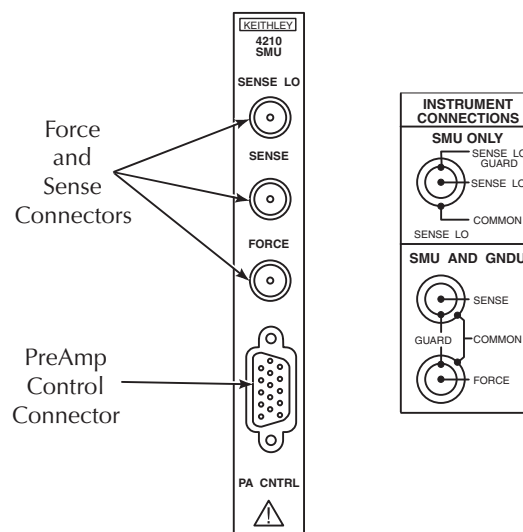 Force
and
Sense
Connectors
PreAmp
Control
Connector
KEITHLEY
4210
SMU
SENSE LO
SENSE
FORCE
PA CNTRL
INSTRUMENT
CONNECTIONS
SMU ONLY
SENSE LO
GUARD
SENSE LO
COMMON
SENSE LO
SMU AND GNDU
SENSE
GUARD
COMMON
FORCE